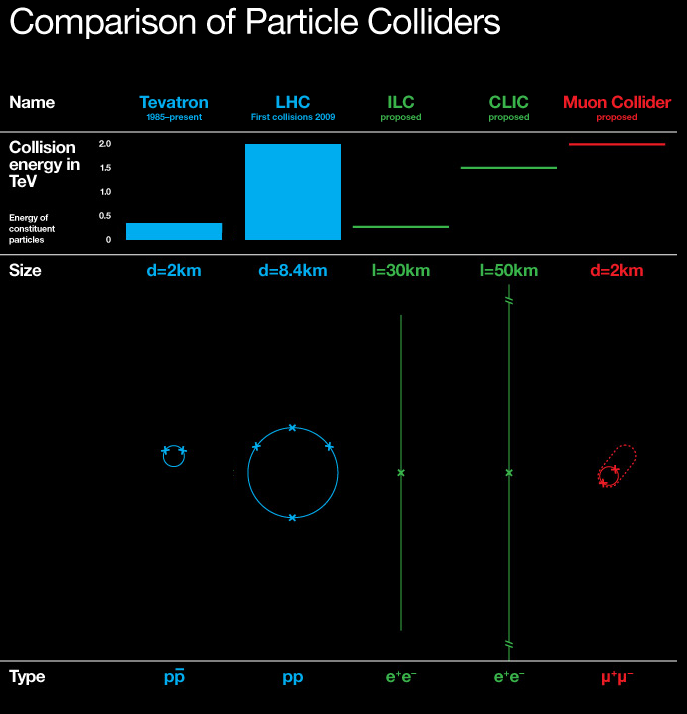 Comparison of Particle Colliders
Name Tevatron LHC ILC CLIC Muon Collider
1985–present First collisions 2009 proposed proposed proposed
Collision
energy in
TeV
Energy of
constituent
particles
2.0
1.5
1.0
0.5
0
Size d=2km d=8.4km l=30km l=50km d=2km
Type pp̅ pp e⁺e⁻ e⁺e⁻ μ⁺μ⁻